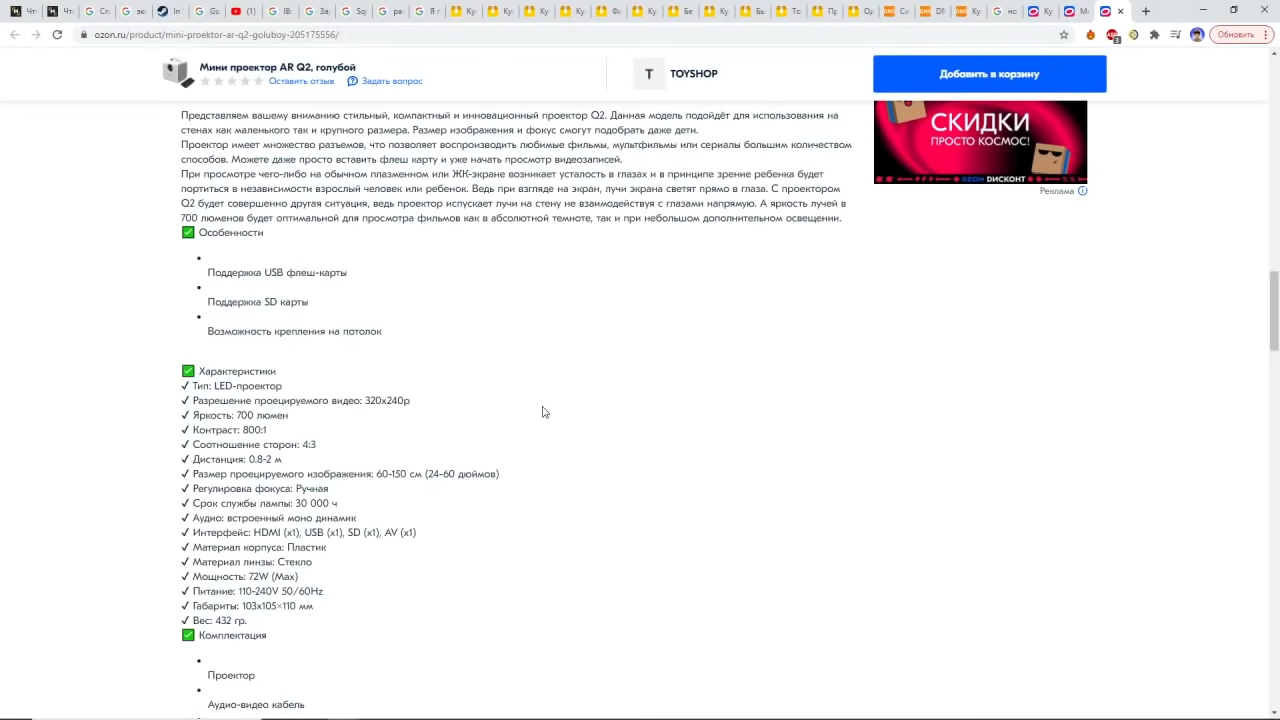 ozon.ru/product/mini-proektor-ar-q2-goluboy-205175556/
Обновить
Мини проектор AR Q2, голубой
Оставить отзыв
Задать вопрос
T
TOYSHOP
Добавить в корзину
Представляем вашему вниманию стильный, компактный и инновационный проектор Q2. Данная модель подойдёт для использования на
стенах как маленького так и крупного размера. Размер изображения и фокус смогут подобрать даже дети.
Проектор имеет множество разъемов, что позволяет воспроизводить любимые фильмы, мультфильмы или сериалы большим количеством
способов. Можете даже просто вставить флеш карту и уже начать просмотр видеозаписей.
При просмотре чего-либо на обычном плазменном или ЖК-экране возникает усталость в глазах и в принципе зрение ребенка будет
портиться в независимости взрослый человек или ребенок. Ведь при взгляде на экран, лучи экрана светят прямо в глаза. С проектором
Q2 будет совершенно другая ситуация, ведь проектор испускает лучи на стену не взаимодействуя с глазами напрямую. А яркость лучей в
700 люменов будет оптимальной для просмотра фильмов как в абсолютной темноте, так и при небольшом дополнительном освещении.
СКИДКИ
ПРОСТО КОСМОС!
OZON DИСКОНТ
Реклама
✅ Особенности
• Поддержка USB флеш-карты
• Поддержка SD карты
• Возможность крепления на потолок
✅ Характеристики
✓ Тип: LED-проектор
✓ Разрешение проецируемого видео: 320x240p
✓ Яркость: 700 люмен
✓ Контраст: 800:1
✓ Соотношение сторон: 4:3
✓ Дистанция: 0.8-2 м
✓ Размер проецируемого изображения: 60-150 см (24-60 дюймов)
✓ Регулировка фокуса: Ручная
✓ Срок службы лампы: 30 000 ч
✓ Аудио: встроенный моно динамик
✓ Интерфейс: HDMI (x1), USB (x1), SD (x1), AV (x1)
✓ Материал корпуса: Пластик
✓ Материал линзы: Стекло
✓ Мощность: 72W (Max)
✓ Питание: 110-240V 50/60Hz
✓ Габариты: 103x105×110 мм
✓ Вес: 432 гр.
✅ Комплектация
• Проектор
• Аудио-видео кабель